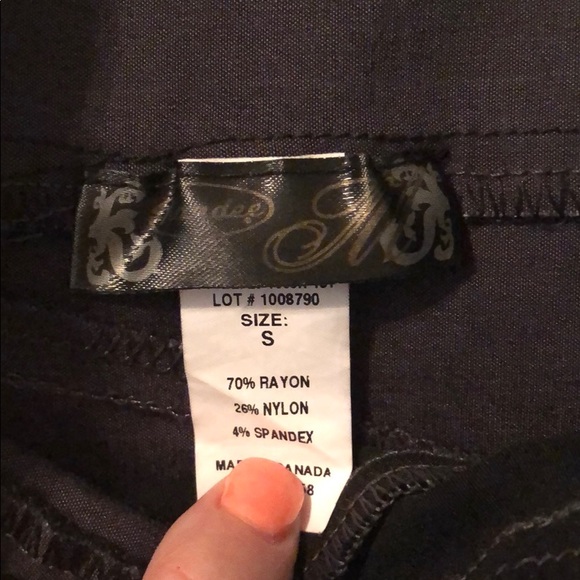 M
LOT # 1008790
SIZE:
S
70% RAYON
26% NYLON
4% SPANDEX
CANADA